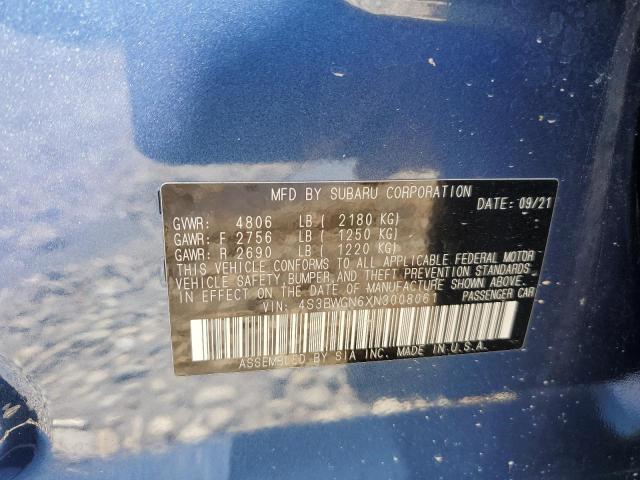 MFD BY SUBARU CORPORATION
DATE: 09/21
GVWR: 4806 LB ( 2180 KG)
GAWR: F 2756 LB ( 1250 KG)
GAWR: R 2690 LB ( 1220 KG)
THIS VEHICLE CONFORMS TO ALL APPLICABLE FEDERAL MOTOR
VEHICLE SAFETY, BUMPER, AND THEFT PREVENTION STANDARDS
IN EFFECT ON THE DATE OF MANUFACTURE SHOWN ABOVE.
VIN: 4S3BWGN6XN3008061 PASSENGER CAR
ASSEMBLED BY SIA INC. MADE IN U.S.A.